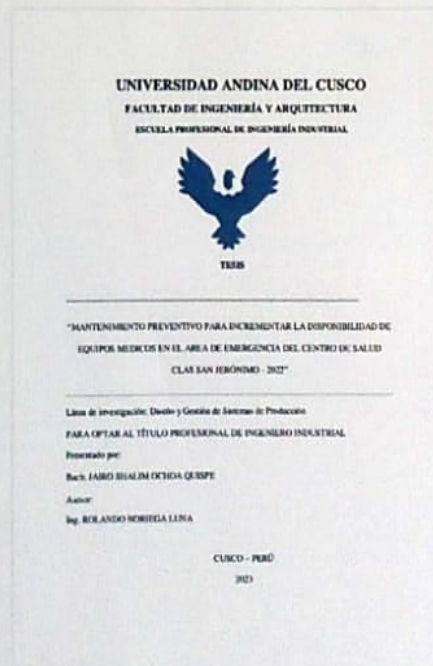 UNIVERSIDAD ANDINA DEL CUSCO
FACULTAD DE INGENIERÍA Y ARQUITECTURA
ESCUELA PROFESIONAL DE INGENIERÍA INDUSTRIAL
TESIS
"MANTENIMIENTO PREVENTIVO PARA INCREMENTAR LA DISPONIBILIDAD DE
EQUIPOS MEDICOS EN EL AREA DE EMERGENCIA DEL CENTRO DE SALUD
CLAS SAN JERÓNIMO - 2022"
Línea de investigación: Diseño y Gestión de Sistemas de Producción
PARA OPTAR AL TÍTULO PROFESIONAL DE INGENIERO INDUSTRIAL
Presentado por:
Bach. JAIRO SHALIM OCHOA QUISPE
Asesor:
Ing. ROLANDO NORIEGA LUNA
CUSCO – PERÚ
2023